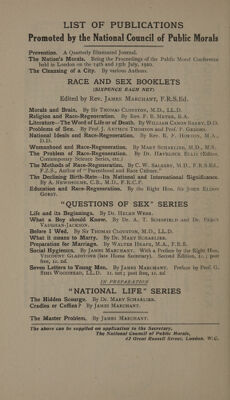 LIST OF PUBLICATIONS
Promoted by the National Council of Public Morals
Prevention. A Quarterly Illustrated Journal.
The Nation's Morals. Being the Proceedings of the Public Moral Conference
held in London on the 14th and 15th July, 1910.
The Cleansing of a City. By various Authors.
RACE AND SEX BOOKLETS
(SIXPENCE EACH NET)
Edited by Rev. JAMES MARCHANT, F.R.S.Ed.
Morals and Brain. By Sir THOMAS CLOUSTON, M.D., LL.D.
Religion and Race-Regeneration. By Rev. F. B. MEYER, B.A.
Literature—The Word of Life or of Death. By WILLIAM CANON BARRY, D.D.
Problems of Sex. By Prof. J. ARTHUR THOMSON and Prof. P. GEDDES.
National Ideals and Race-Regeneration. By Rev. R. F. HORTON, M.A.,
D.D.
Womanhood and Race-Regeneration. By MARY SCHARLIEB, M.D., M.S.
The Problem of Race-Regeneration. By Dr. HAVELOCK ELLIS
Contemporary Science Series, etc.
The Methods of Race-Regeneration. By C. W. SALEEBY, M.D., F.R.S.Ed.,
F.Z.S., Author of "Parenthood and Race Culture."
The Declining Birth-Rate—Its National and International Significance.
By A. NEWSHOLME, C.B., M.D., F.R.C.P.
Education and Race-Regeneration. By the Right Hon. Sir JOHN ELDON
GORST.
"QUESTIONS OF SEX" SERIES
Life and its Beginnings. By Dr. HELEN WEBB.
What a Boy should Know. By Dr. A. T. SCHOFIELD and Dr. PERCY
VAUGHAN-JACKSON.
Before I Wed. By Sir THOMAS CLOUSTON, M.D., LL.D.
What it means to Marry. By Dr. MARY SCHARLIEB.
Preparation for Marriage. By WALTER HEAPE, M.A., F.R.S.
Social Hygienics. By JAMES MARCHANT. With a Preface by the Right Hon.
VISCOUNT GLADSTONE (late Home Secretary). Second Edition, 1s.; post
free, 1s. 2d
Seven Letters to Young Men. By JAMES MARCHANT. Preface by Prof. G.
SIMS WOODHEAD, LL.D. 1s. net; post free, 1s. 2d
IN PREPARATION
"NATIONAL LIFE" SERIES
The Hidden Scourge. By Dr. MARY SCHARLIEB.
Cradles or Coffins? By JAMES MARCHANT.
The Master Problem. By JAMES MARCHANT.
The above can be supplied on application to the Secretary,
The National Council of Public Morals,
42 Great Russell Street, London, W.C.